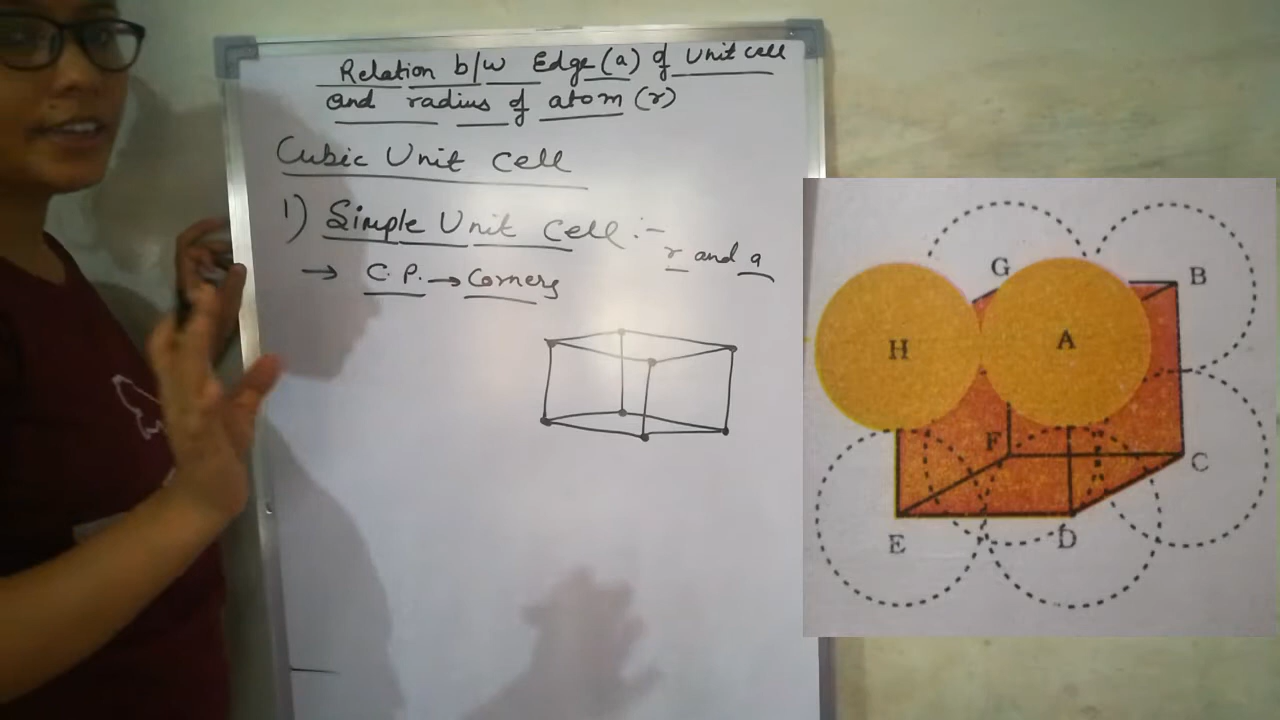 Relation b/w Edge (a) of Unit cell
and radius of atom (r)
Cubic Unit Cell
1) Simple Unit Cell :-
r and a
→ C.P. → Corners
G
B
H
A
F
C
E
D